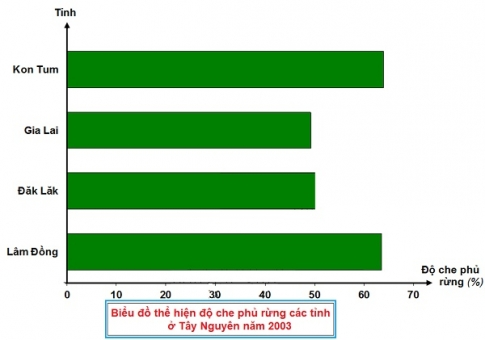 Tỉnh
Kon Tum
Gia Lai
Đăk Lăk
Lâm Đồng
0 10 20 30 40 50 60 70
Độ che phủ
rừng (%)
Biểu đồ thể hiện độ che phủ rừng các tỉnh
ở Tây Nguyên năm 2003